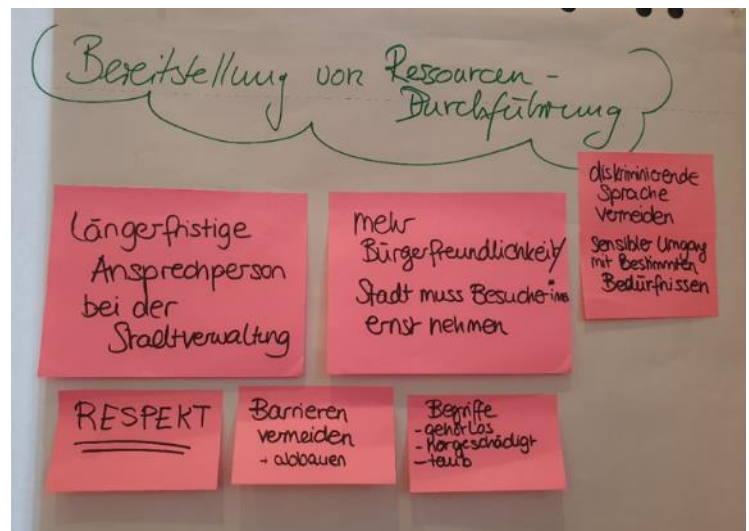 Bereitstellung von Ressourcen -
Durchführung
diskriminierende
Sprache
vermeiden
sensibler Umgang
mit Bestimmten
Bedürfnissen
längerfristige
Ansprechperson
bei der
Stadtverwaltung
mehr
Bürgerfreundlichkeit/
Stadt muss Besucher*inns
ernst nehmen
RESPEKT
Barrieren
vermeiden
+ abbauen
Begriffe
- gehörlos
- Hörgeschädigt
- taub